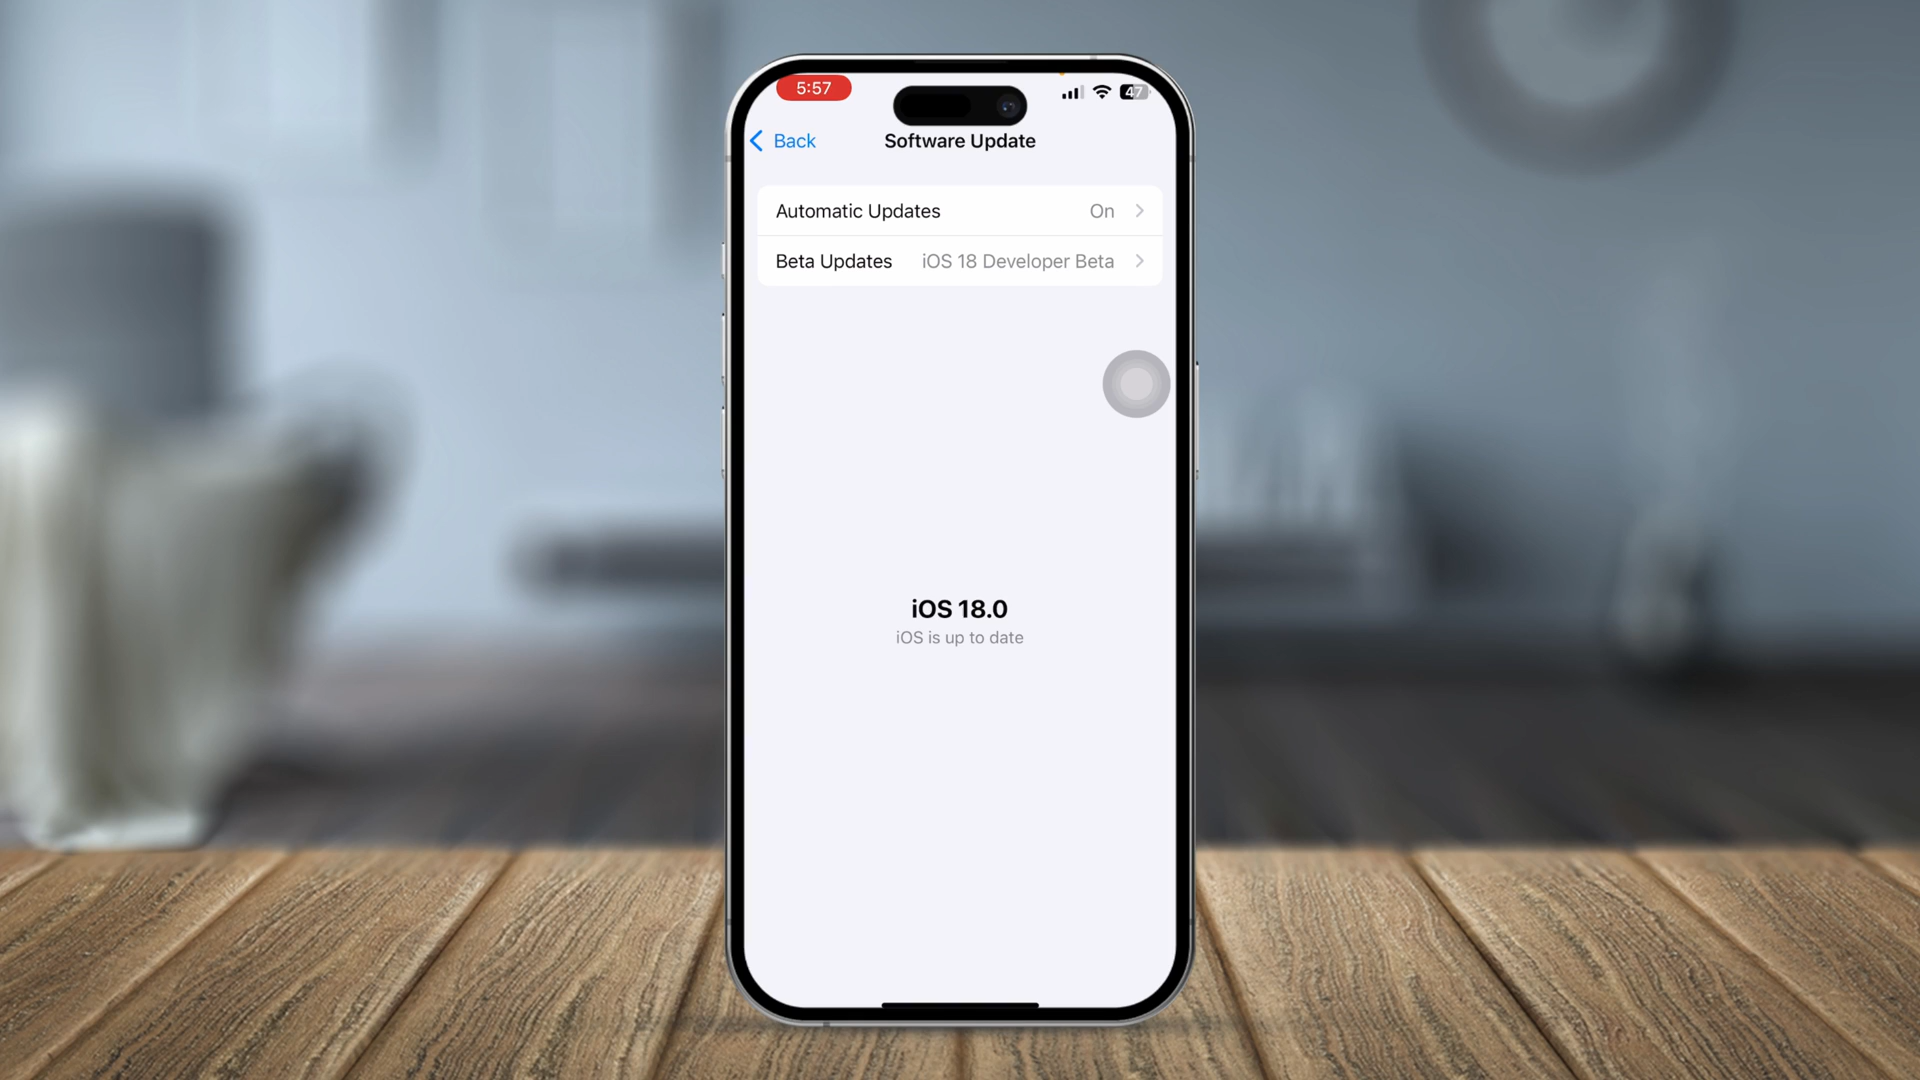 5:57
47
Back
Software Update
Automatic Updates On
Beta Updates iOS 18 Developer Beta
iOS 18.0
iOS is up to date